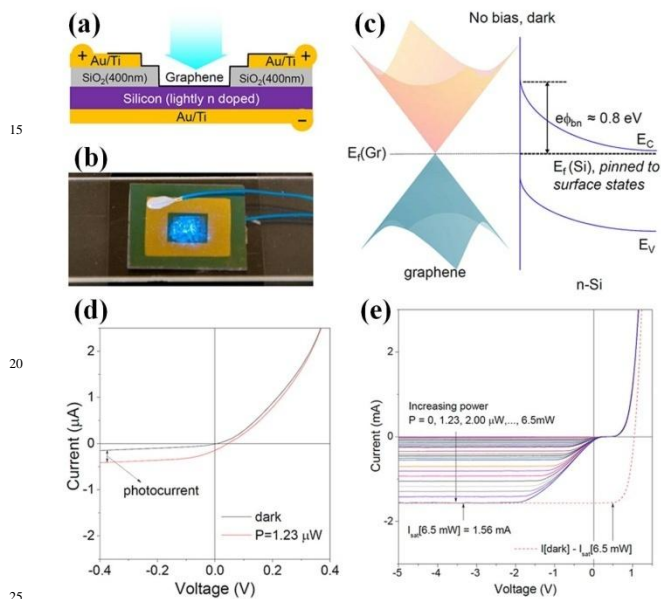 (a)
+
Au/Ti
Au/Ti
+
SiO₂(400nm)
Graphene
SiO₂(400nm)
Silicon (lightly n doped)
Au/Ti
−
15
(b)
(c)
No bias, dark
eϕbn ≈ 0.8 eV
EC
Ef(Gr)
Ef(Si), pinned to
surface states
EV
graphene
n-Si
20
(d)
2
1
0
-1
-2
Current (μA)
photocurrent
dark
P=1.23 μW
-0.4
-0.2
0.0
0.2
0.4
Voltage (V)
(e)
2
1
0
-1
-2
Current (mA)
Increasing power
P = 0, 1.23, 2.00 μW,..., 6.5mW
Isat[6.5 mW] = 1.56 mA
I[dark] - Isat[6.5 mW]
-5
-4
-3
-2
-1
0
1
Voltage (V)
25